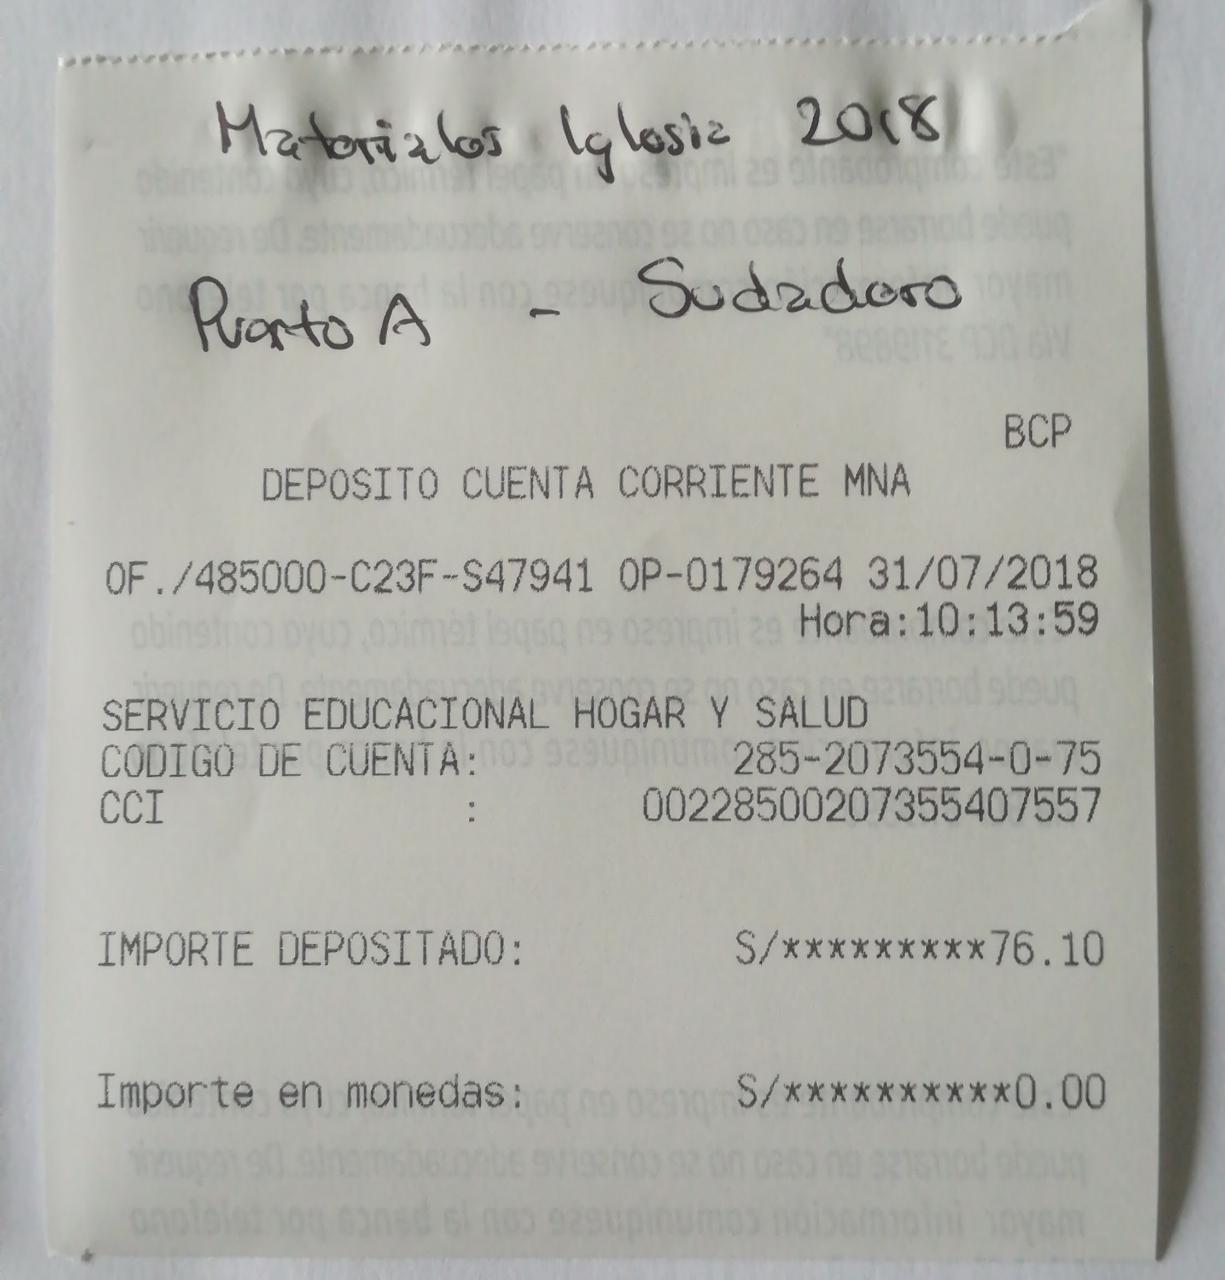 Materiales Iglesia 2018
Puerto A - Sudadero
BCP
DEPOSITO CUENTA CORRIENTE MNA
OF./485000-C23F-S47941 OP-0179264 31/07/2018
Hora:10:13:59
SERVICIO EDUCACIONAL HOGAR Y SALUD
CODIGO DE CUENTA: 285-2073554-0-75
CCI : 00228500207355407557
IMPORTE DEPOSITADO: S/*********76.10
Importe en monedas: S/**********0.00